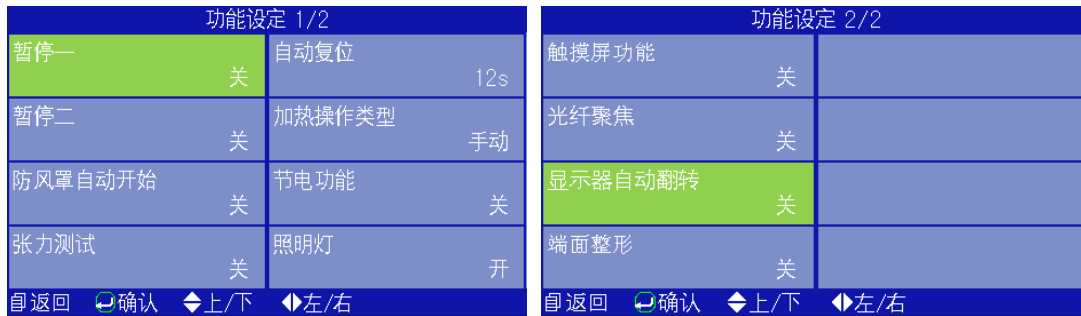 功能设定 1/2
暂停一
关
自动复位
12s
暂停二
关
加热操作类型
手动
防风罩自动开始
关
节电功能
关
张力测试
关
照明灯
开
返回 确认 上/下 左/右
功能设定 2/2
触摸屏功能
关
光纤聚焦
关
显示器自动翻转
关
端面整形
关
返回 确认 上/下 左/右